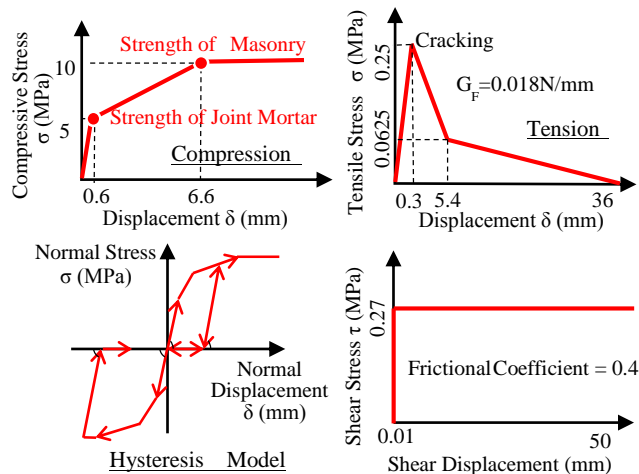 Compressive Stress
σ (MPa)
10
5
Strength of Masonry
Strength of Joint Mortar
Compression
0.6
6.6
Displacement δ (mm)
Tensile Stress σ (MPa)
0.25
0.0625
Cracking
G_F=0.018N/mm
Tension
0.3
5.4
36
Displacement δ (mm)
Normal Stress
σ (MPa)
Normal
Displacement
δ (mm)
Hysteresis Model
Shear Stress τ (MPa)
0.27
Frictional Coefficient = 0.4
0.01
50
Shear Displacement (mm)